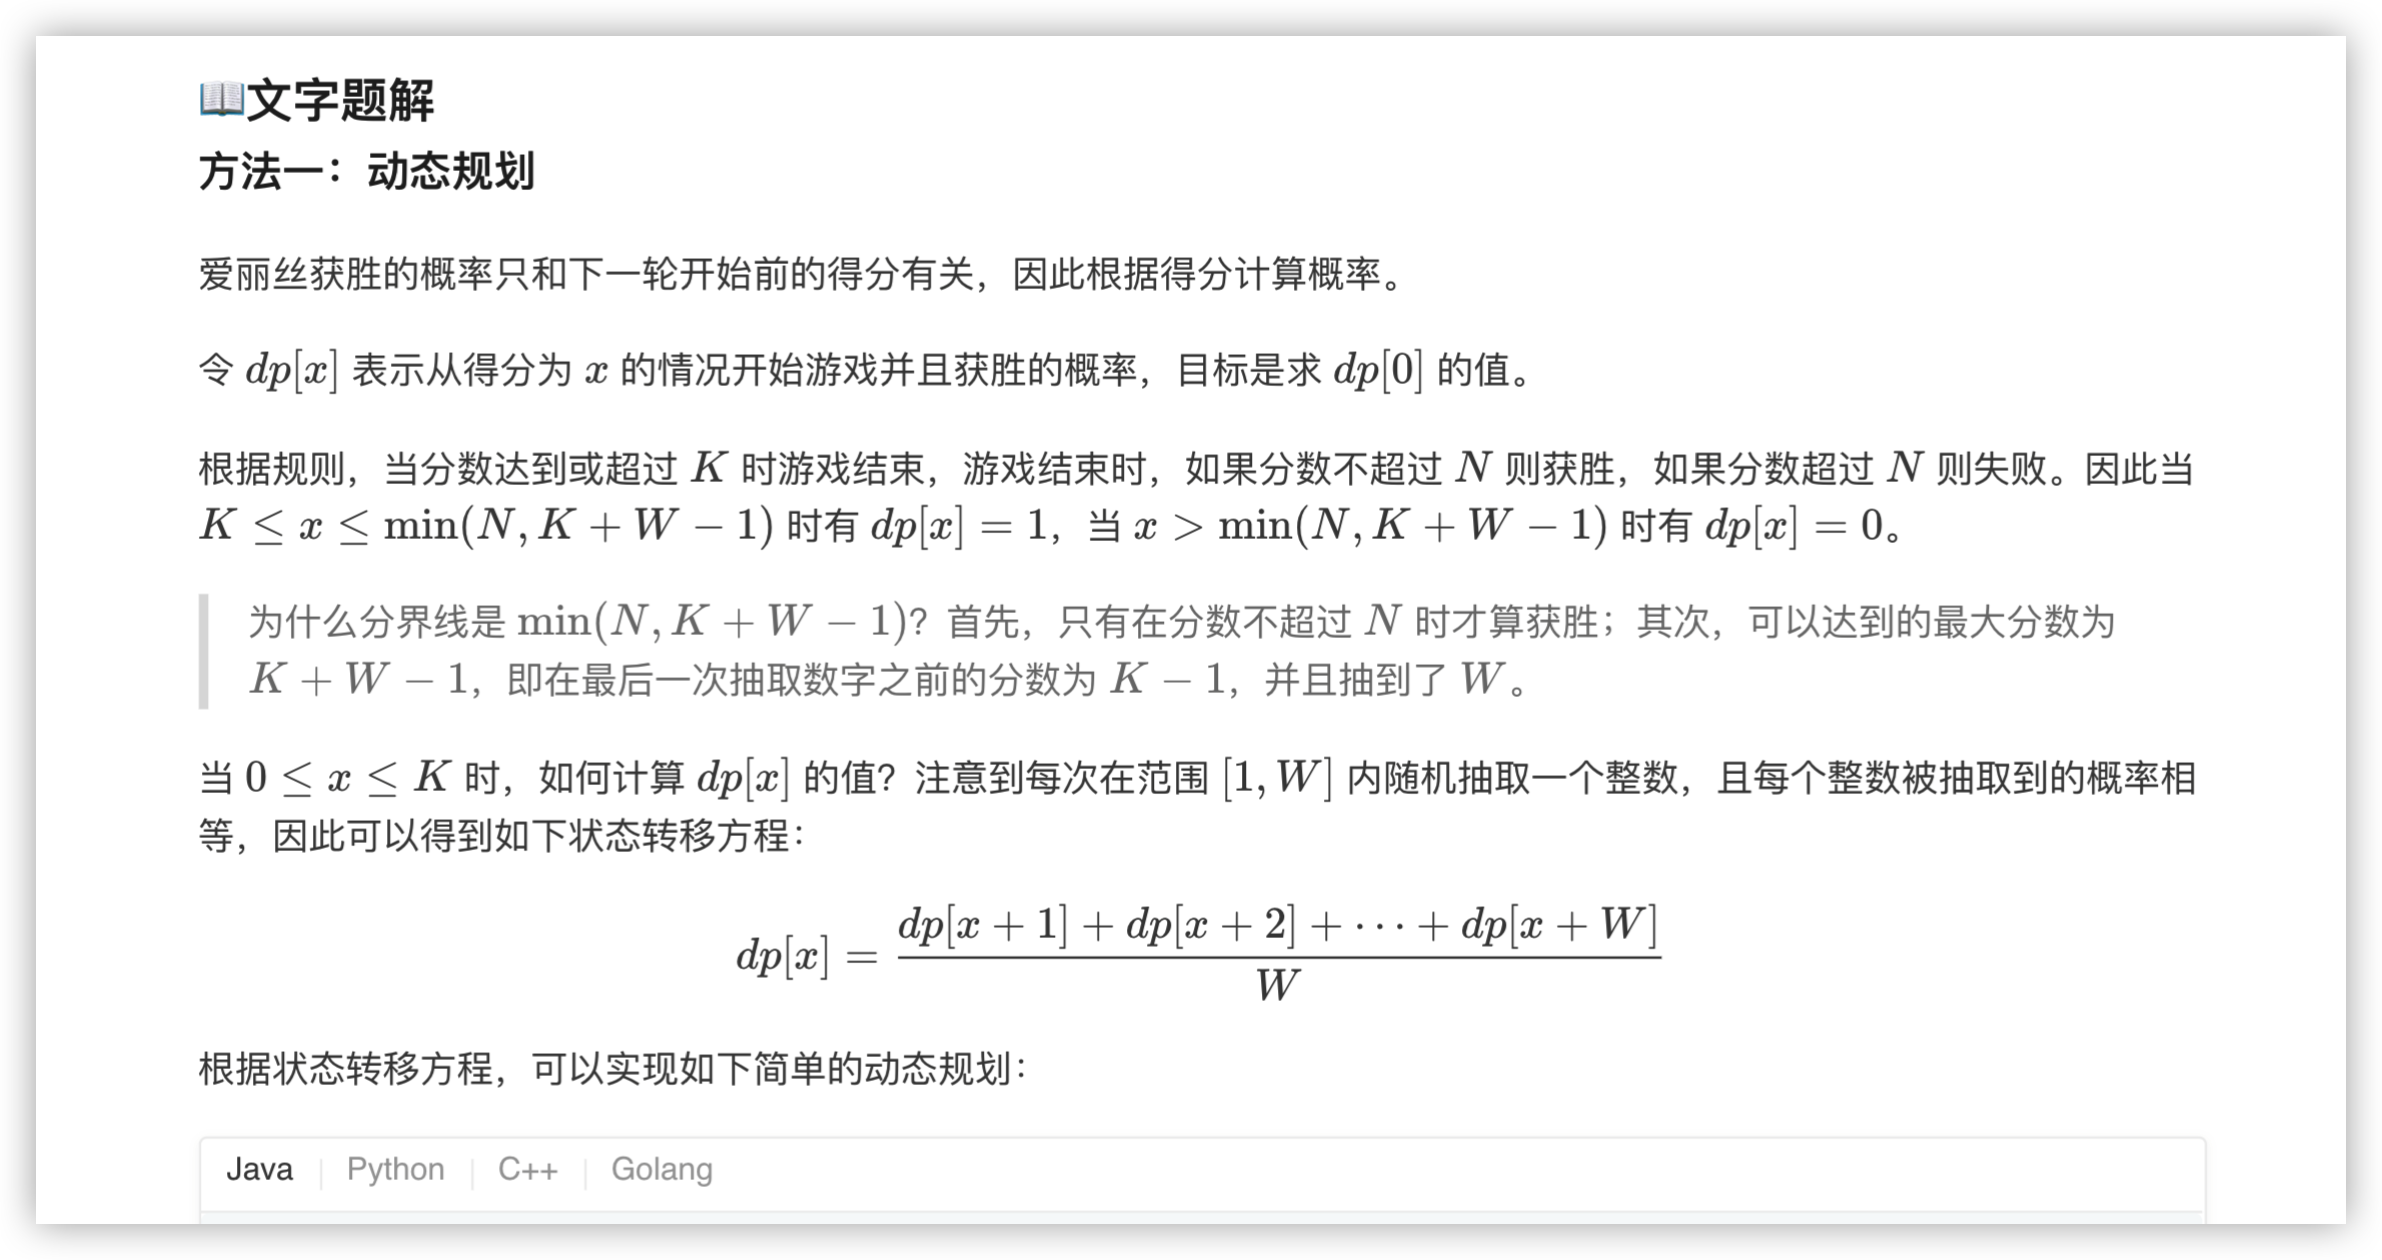 📖文字题解
方法一：动态规划
爱丽丝获胜的概率只和下一轮开始前的得分有关，因此根据得分计算概率。
令 dp[x] 表示从得分为 x 的情况开始游戏并且获胜的概率，目标是求 dp[0] 的值。
根据规则，当分数达到或超过 K 时游戏结束，游戏结束时，如果分数不超过 N 则获胜，如果分数超过 N 则失败。因此当
K ≤ x ≤ min(N, K + W − 1) 时有 dp[x] = 1，当 x > min(N, K + W − 1) 时有 dp[x] = 0。
为什么分界线是 min(N, K + W − 1)？首先，只有在分数不超过 N 时才算获胜；其次，可以达到的最大分数为
K + W − 1，即在最后一次抽取数字之前的分数为 K − 1，并且抽到了 W。
当 0 ≤ x ≤ K 时，如何计算 dp[x] 的值？注意到每次在范围 [1, W] 内随机抽取一个整数，且每个整数被抽取到的概率相
等，因此可以得到如下状态转移方程：
dp[x] = \frac{dp[x + 1] + dp[x + 2] + ⋯ + dp[x + W]}{W}
根据状态转移方程，可以实现如下简单的动态规划：
Java | Python | C++ | Golang